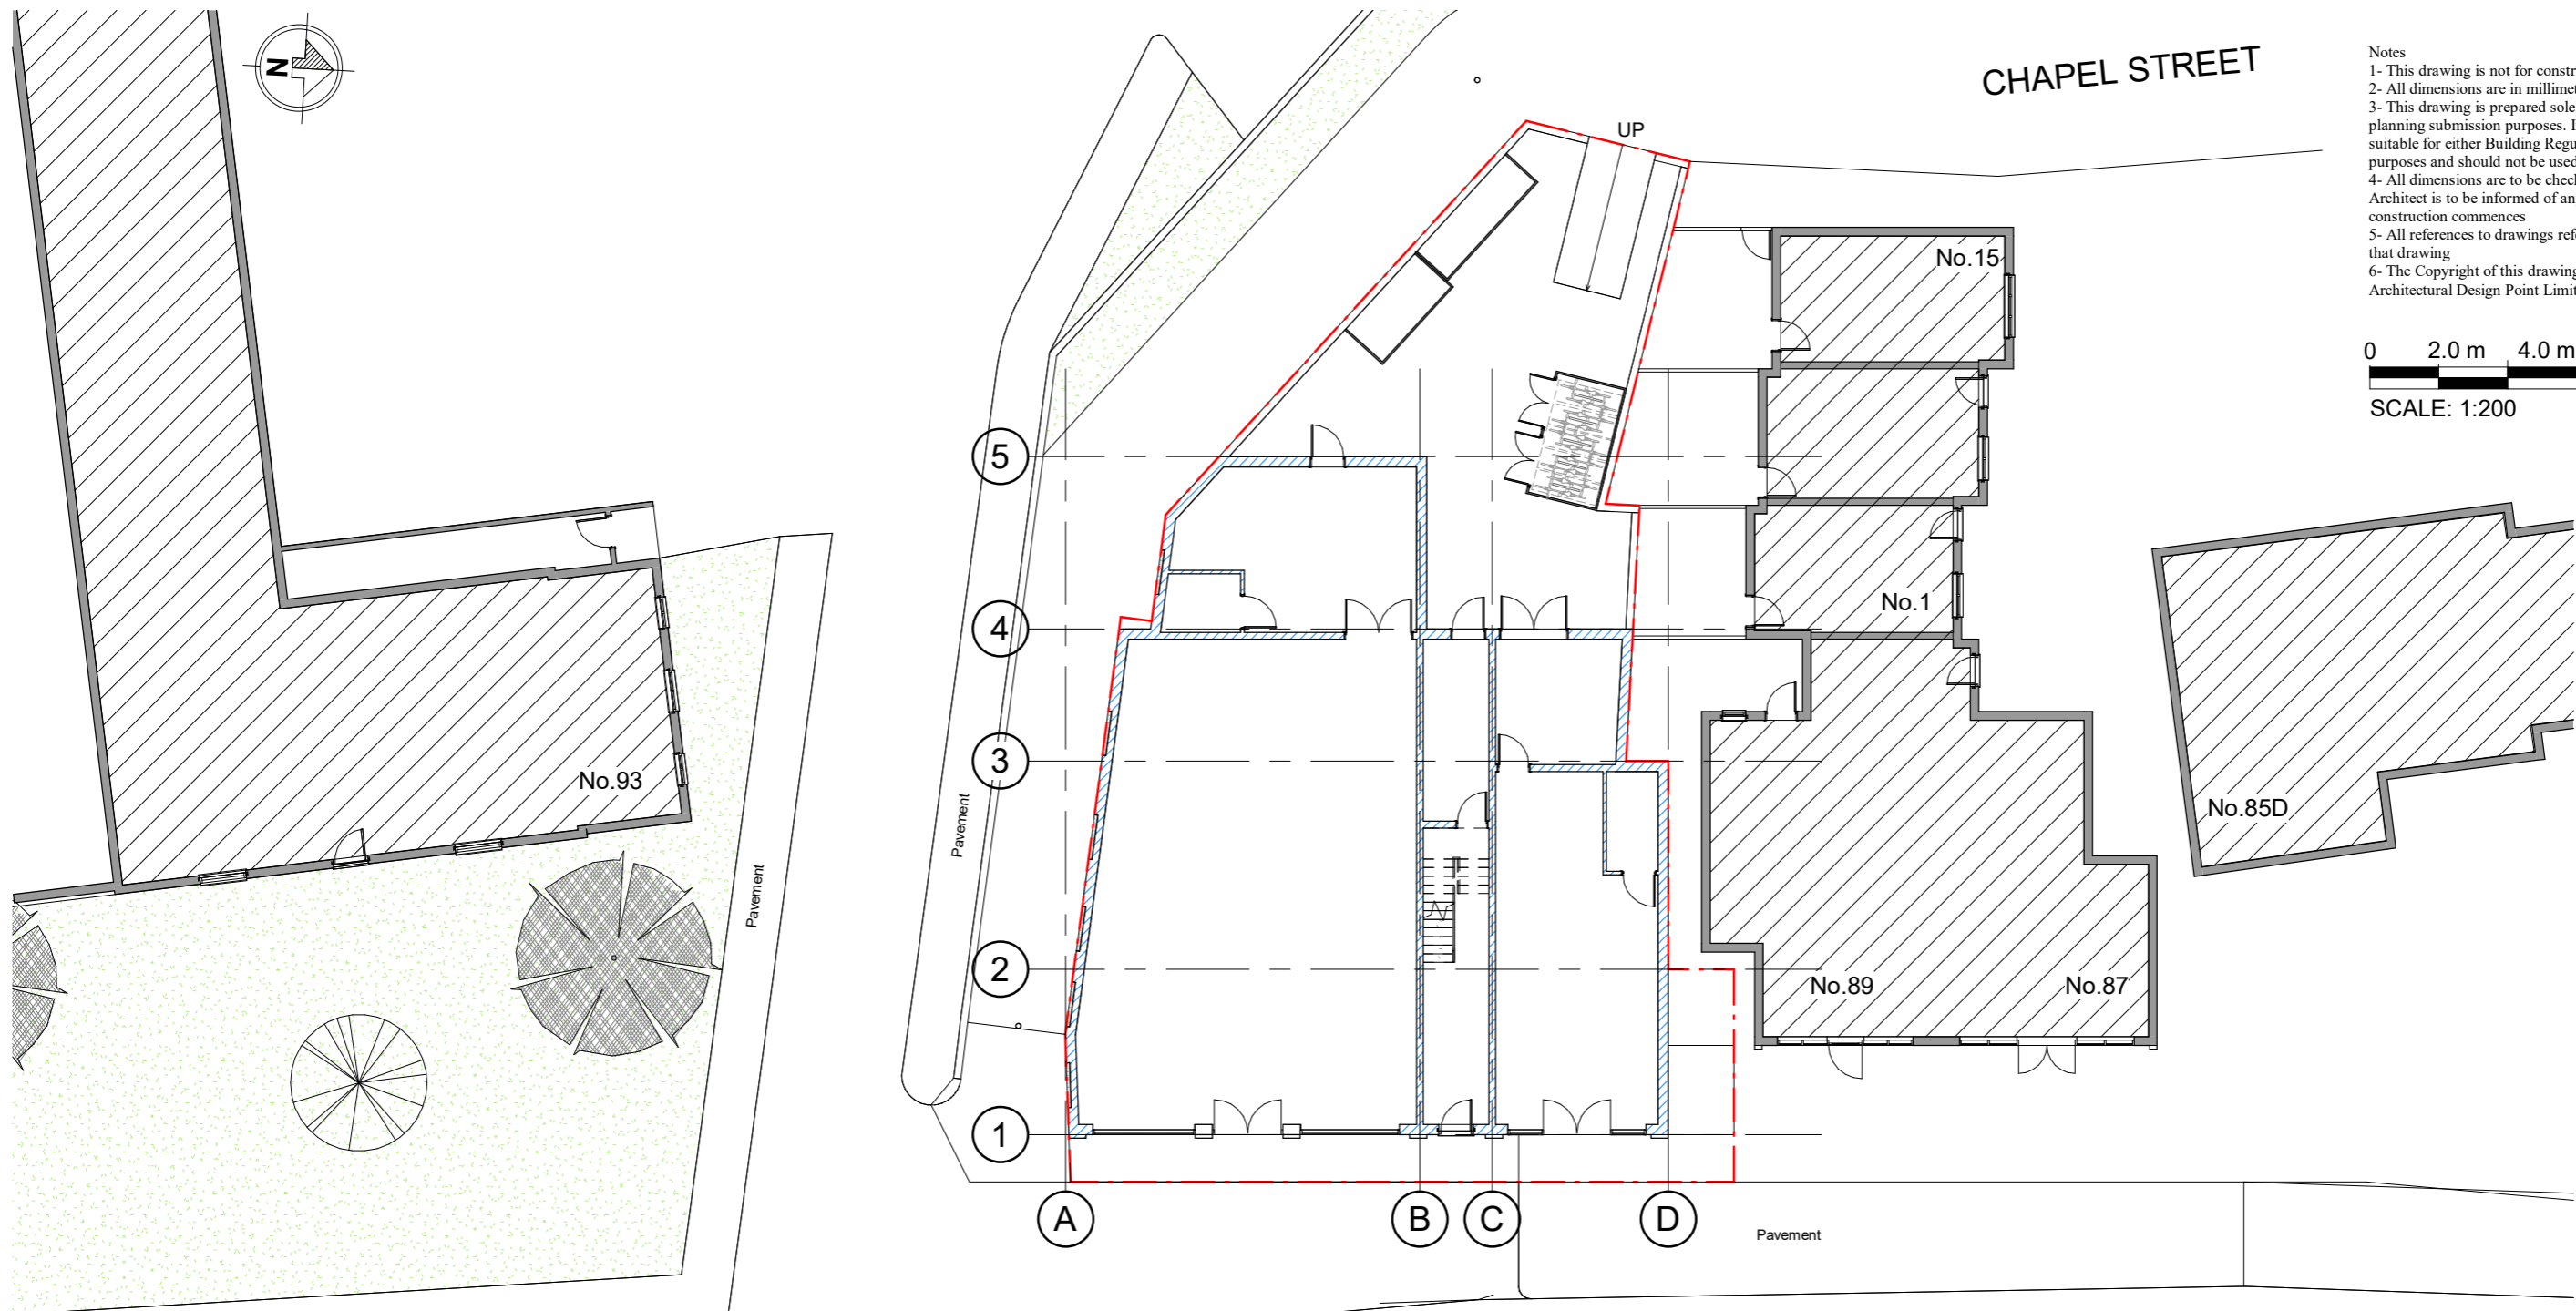 N
CHAPEL STREET
UP
Notes
1- This drawing is not for constr
2- All dimensions are in millimet
3- This drawing is prepared sole
planning submission purposes. I
suitable for either Building Regu
purposes and should not be used
4- All dimensions are to be chec
Architect is to be informed of an
construction commences
5- All references to drawings ref
that drawing
6- The Copyright of this drawing
Architectural Design Point Limit
0 2.0 m 4.0 m
SCALE: 1:200
No.15
No.1
No.93
No.85D
No.89
No.87
Pavement
Pavement
Pavement
5
4
3
2
1
A
B
C
D